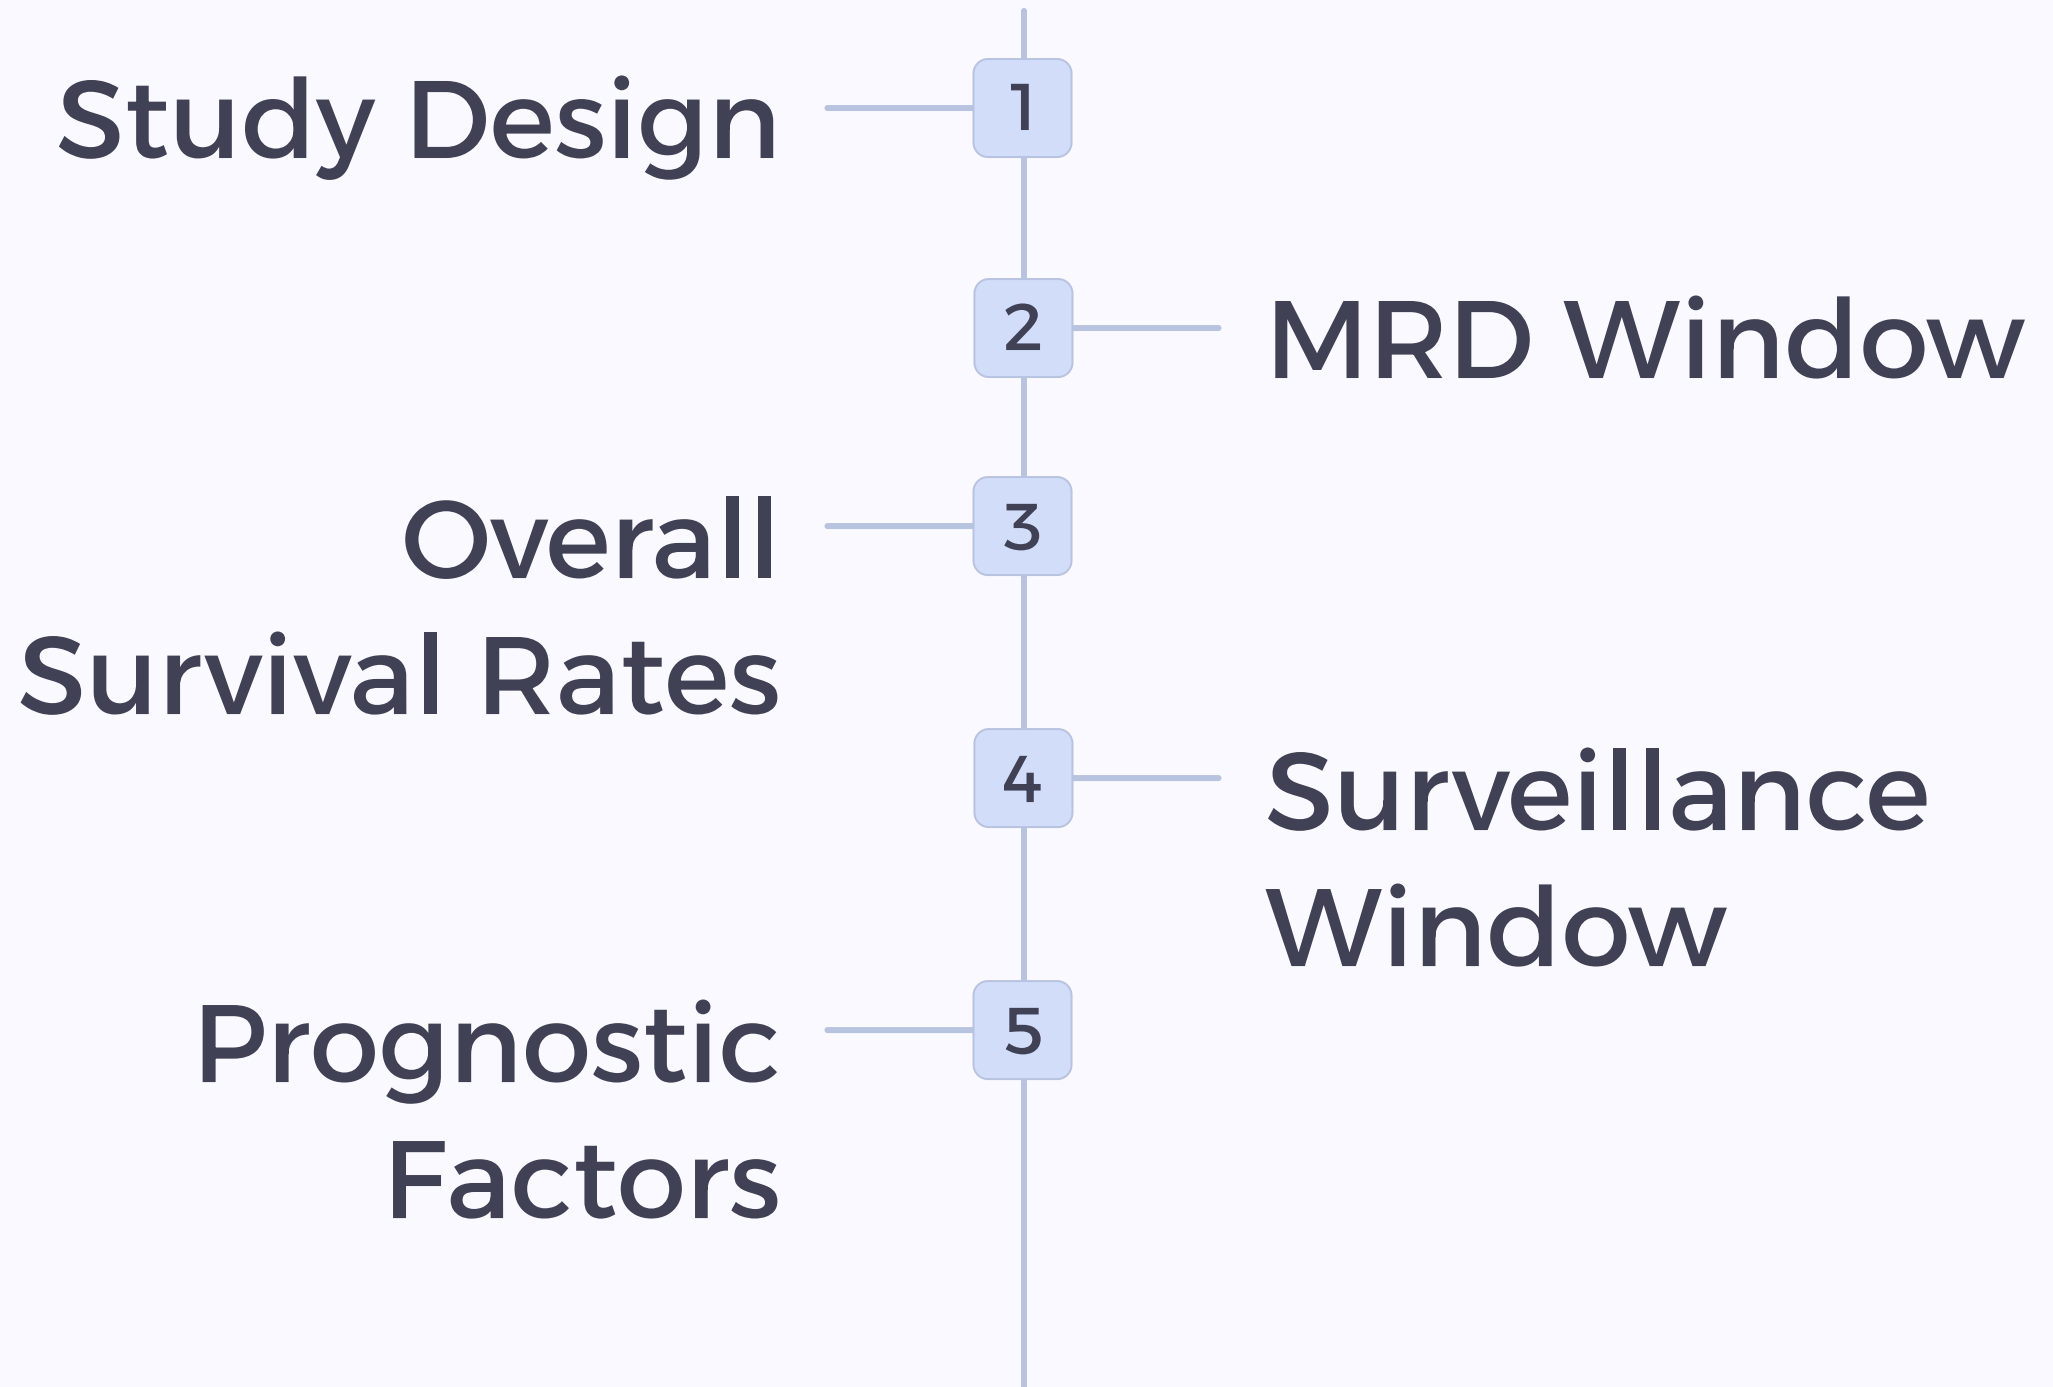 Study Design
1
2
MRD Window
3
Overall
Survival Rates
4
Surveillance
Window
5
Prognostic
Factors